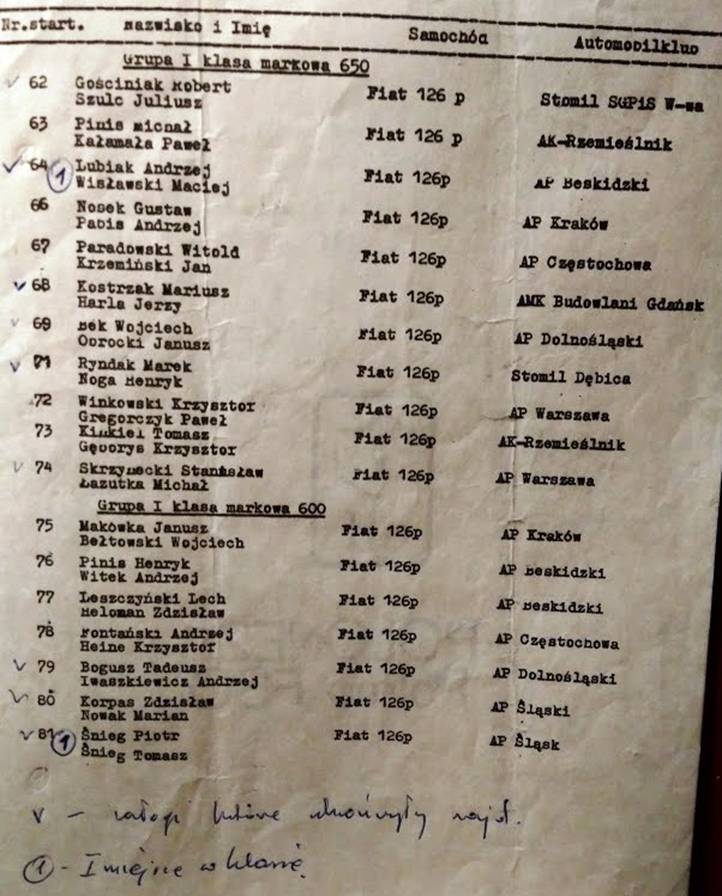 Nr.start. Nazwisko i Imię Samochód Automobilklub
Grupa I klasa markowa 650
v 62 Gościniak Robert Fiat 126 p Stomil SGPiS W-wa
Szulc Juliusz
63 Pinis Michał Fiat 126 p AK-Rzemieślnik
Kałamała Paweł
v 64 1 Lubiak Andrzej Fiat 126p AP Beskidzki
Wisławski Maciej
66 Nosek Gustaw Fiat 126p AP Kraków
Pabis Andrzej
67 Paradowski Witold Fiat 126p AP Częstochowa
Krzemiński Jan
v 68 Kostrzak Mariusz Fiat 126p AMK Budowlani Gdańsk
Harla Jerzy
v 69 Bek Wojciech Fiat 126p AP Dolnośląski
Obrocki Janusz
v 71 Ryndak Marek Fiat 126p Stomil Dębica
Noga Henryk
72 Winkowski Krzysztor Fiat 126p AP Warszawa
Gregorczyk Paweł
73 Tomasz Fiat 126p AK-Rzemieślnik
Krzysztor
v 74 Stanisław Fiat 126p AP Warszawa
Łazutka Michał
Grupa I klasa markowa 600
75 Makówka Janusz Fiat 126p AP Kraków
Bełtowski Wojciech
76 Pinis Henryk Fiat 126p AP Beskidzki
Witek Andrzej
77 Leszczyński Lech Fiat 126p AP Beskidzki
Heloman Zdzisław
78 Fontański Andrzej Fiat 126p AP Częstochowa
Heine Krzysztor
v 79 Bogusz Tadeusz Fiat 126p AP Dolnośląski
Iwaszkiewicz Andrzej
v 80 Korpas Zdzisław Fiat 126p AP Śląski
Nowak Marian
v 81 1 Śnieg Piotr Fiat 126p AP Śląsk
Śnieg Tomasz
v - załogi które ukończyły rajd.
1 - I miejsce w klasie.